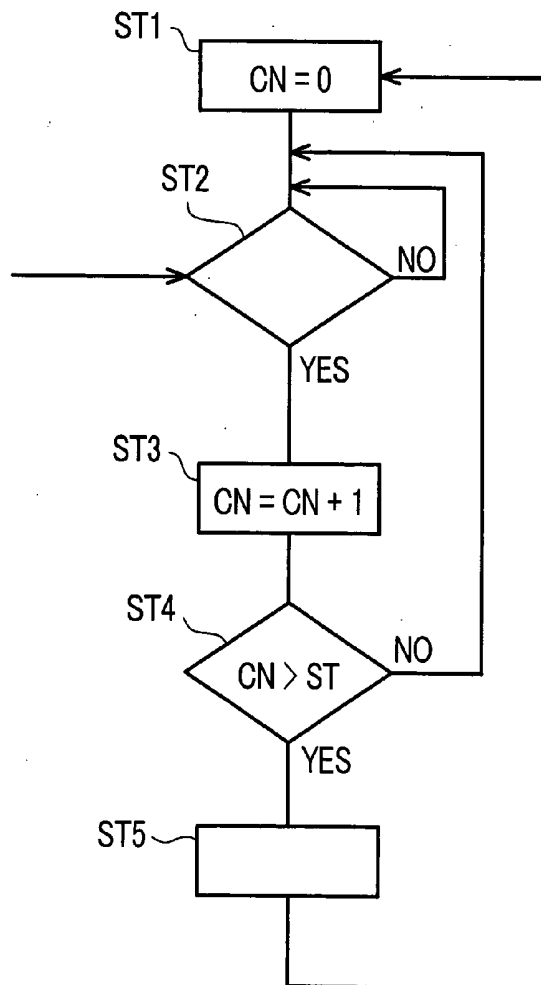 ST1
CN = 0
ST2
NO
YES
ST3
CN = CN + 1
ST4
CN > ST
NO
YES
ST5